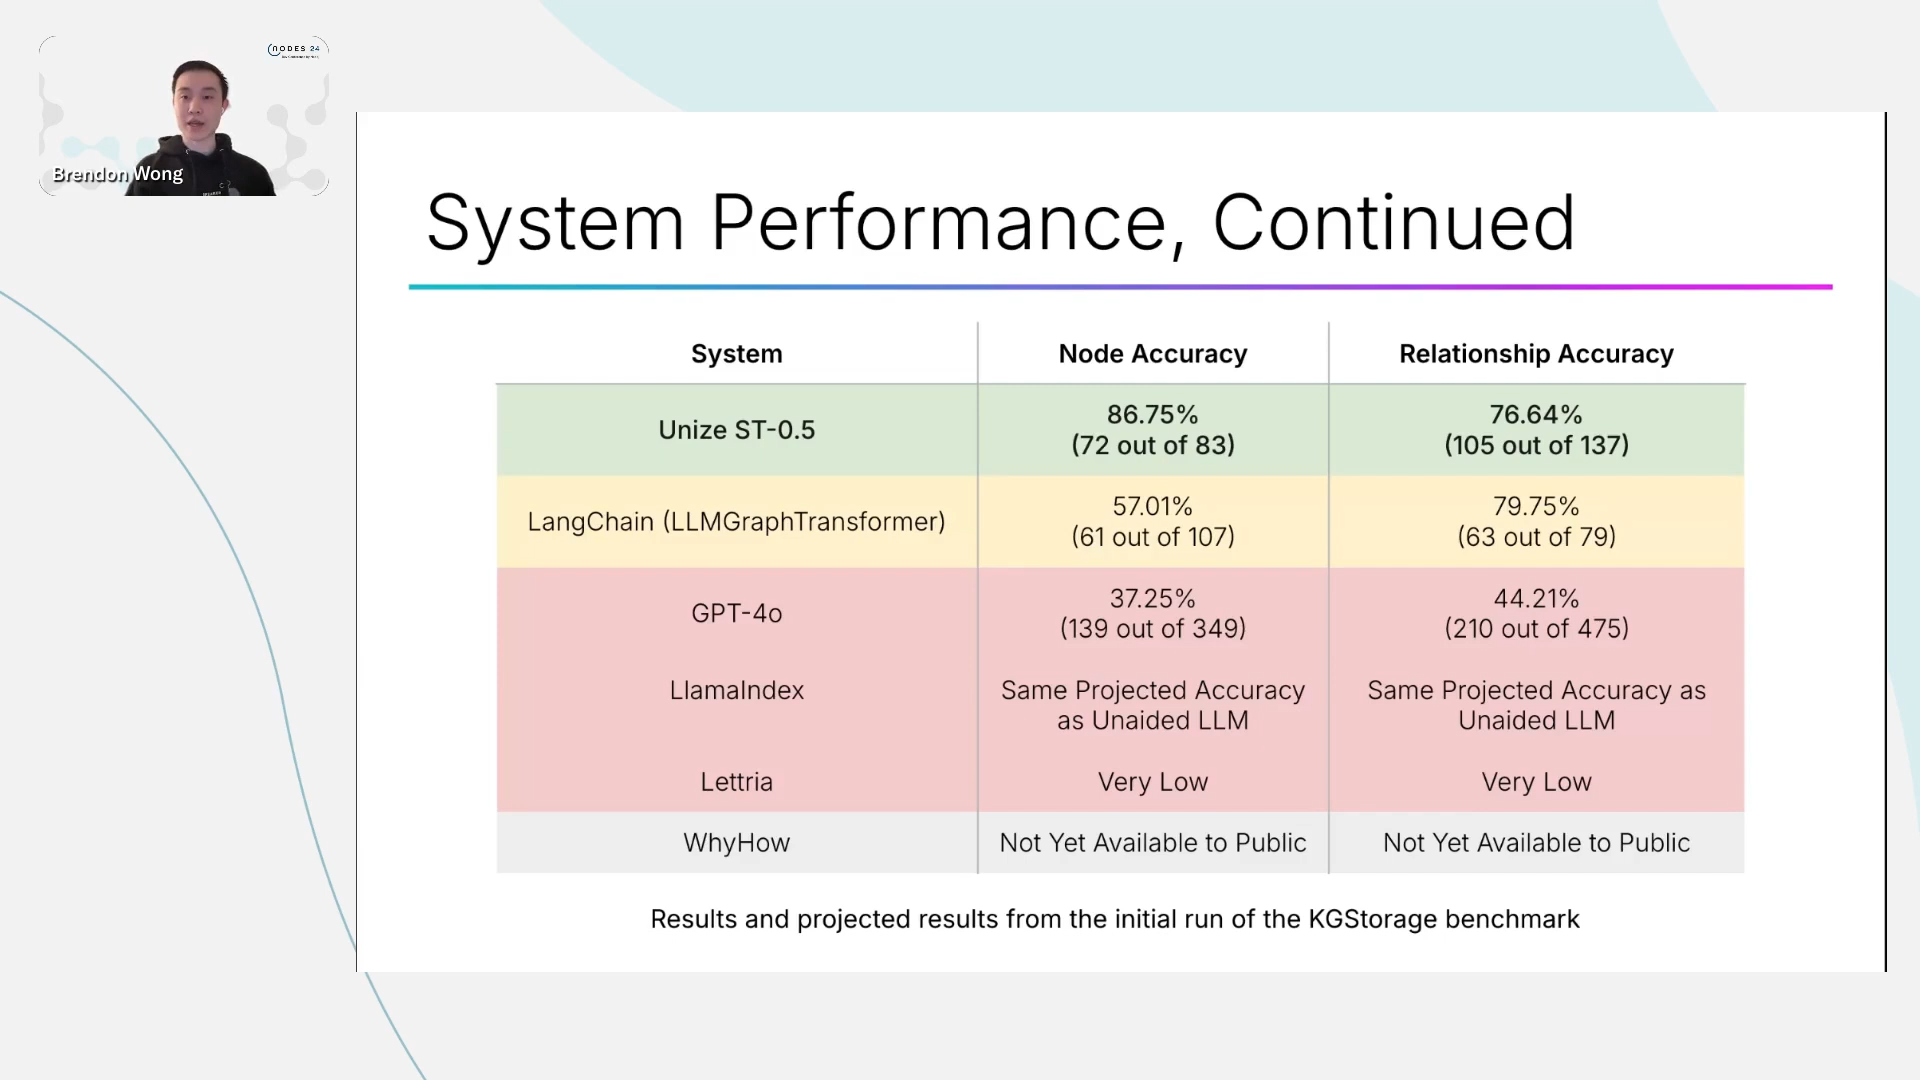 NODES 24
Brendon Wong
System Performance, Continued
System
Node Accuracy
Relationship Accuracy
Unize ST-0.5
86.75%
(72 out of 83)
76.64%
(105 out of 137)
LangChain (LLMGraphTransformer)
57.01%
(61 out of 107)
79.75%
(63 out of 79)
GPT-4o
37.25%
(139 out of 349)
44.21%
(210 out of 475)
LlamaIndex
Same Projected Accuracy
as Unaided LLM
Same Projected Accuracy as
Unaided LLM
Lettria
Very Low
Very Low
WhyHow
Not Yet Available to Public
Not Yet Available to Public
Results and projected results from the initial run of the KGStorage benchmark